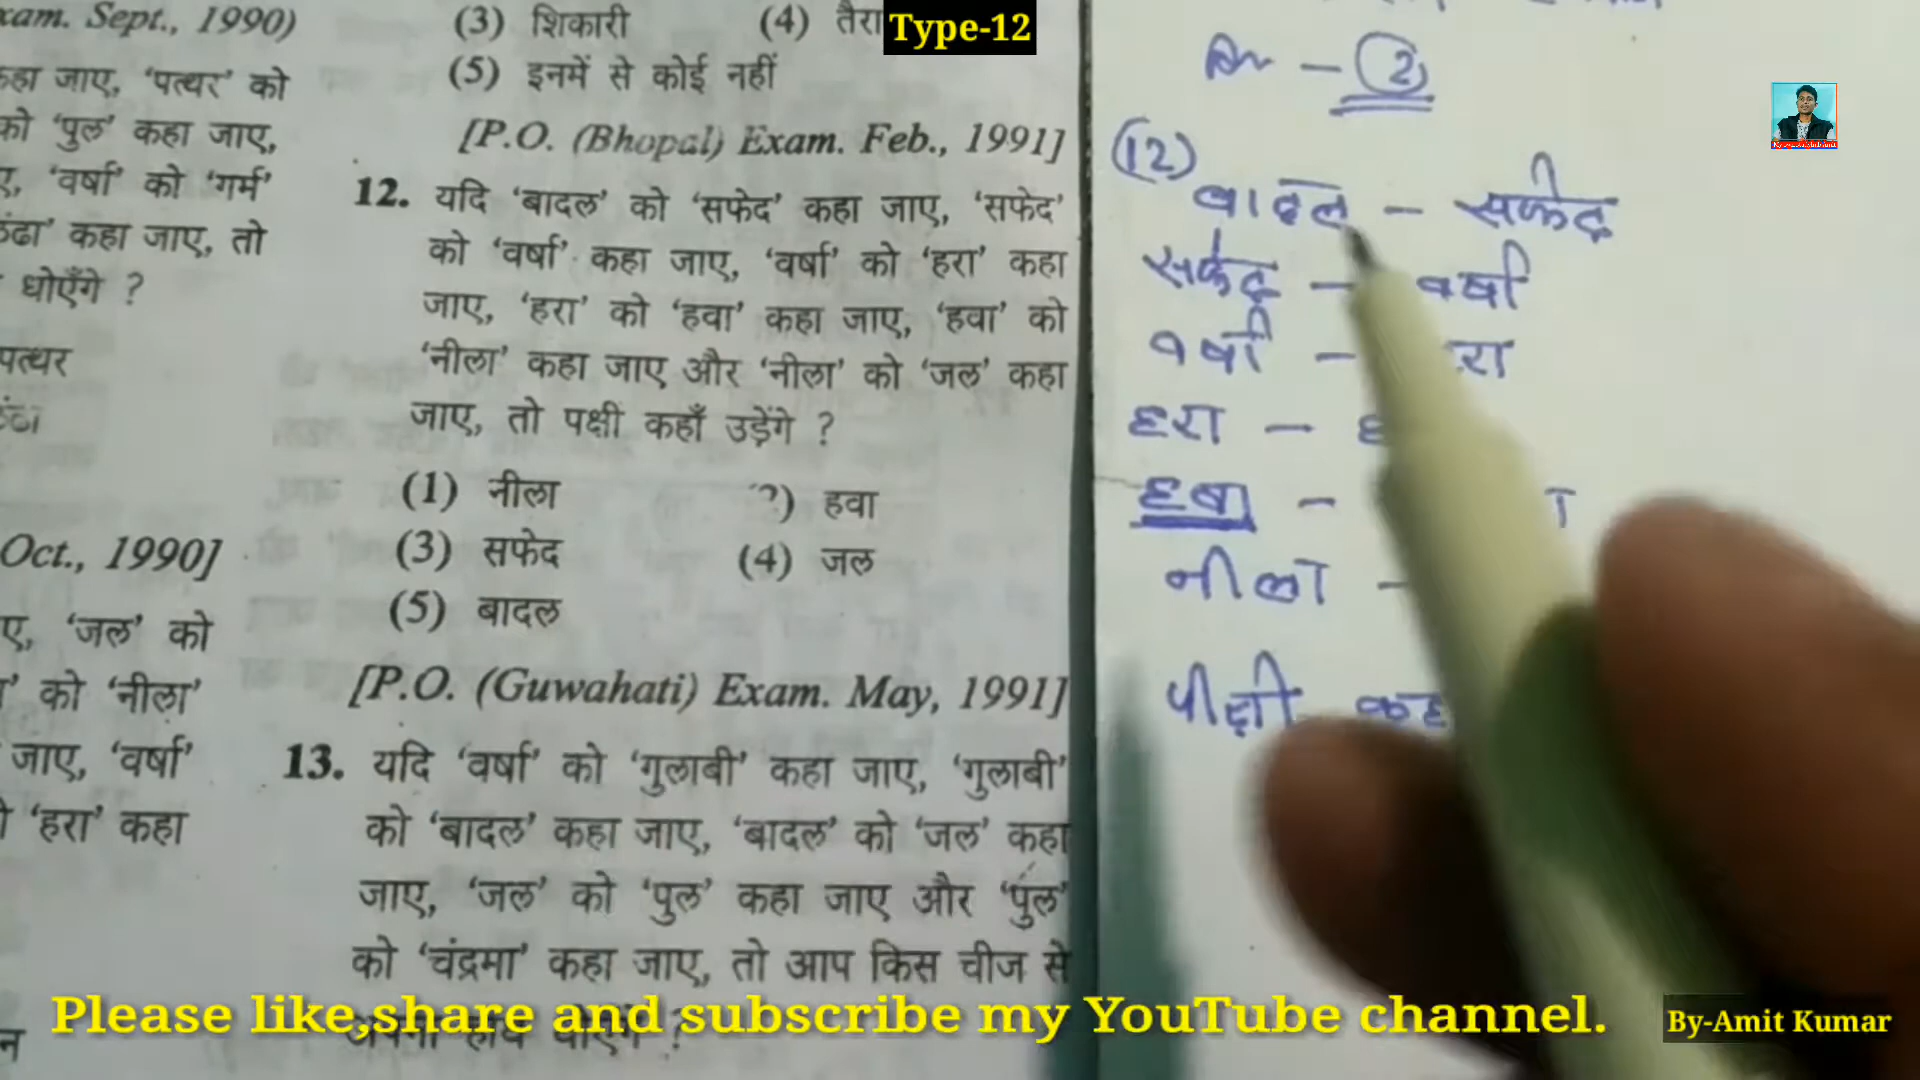 xam. Sept., 1990)
कहा जाए, ‘पत्थर’ को
को ‘पुल’ कहा जाए,
ए, ‘वर्षा’ को ‘गर्म’
ठंढा’ कहा जाए, तो
धोएँगे ?
पत्थर
ठंढा
Oct., 1990]
ए, ‘जल’ को
’ को ‘नीला’
जाए, ‘वर्षा’
‘हरा’ कहा
(3) शिकारी (4) तैरा
(5) इनमें से कोई नहीं
[P.O. (Bhopal) Exam. Feb., 1991]
12. यदि ‘बादल’ को ‘सफेद’ कहा जाए, ‘सफेद’
को ‘वर्षा’ कहा जाए, ‘वर्षा’ को ‘हरा’ कहा
जाए, ‘हरा’ को ‘हवा’ कहा जाए, ‘हवा’ को
‘नीला’ कहा जाए और ‘नीला’ को ‘जल’ कहा
जाए, तो पक्षी कहाँ उड़ेंगे ?
(1) नीला 2) हवा
(3) सफेद (4) जल
(5) बादल
[P.O. (Guwahati) Exam. May, 1991]
13. यदि ‘वर्षा’ को ‘गुलाबी’ कहा जाए, ‘गुलाबी’
को ‘बादल’ कहा जाए, ‘बादल’ को ‘जल’ कहा
जाए, ‘जल’ को ‘पुल’ कहा जाए और ‘पुल’
को ‘चंद्रमा’ कहा जाए, तो आप किस चीज से
Type-12
– (2)
(12)
बादल – सफेद
सफेद – वर्षा
वर्षा – रा
हरा – ह
हवा –
नीला –
पक्षी कह
Please like,share and subscribe my YouTube channel.
By-Amit Kumar